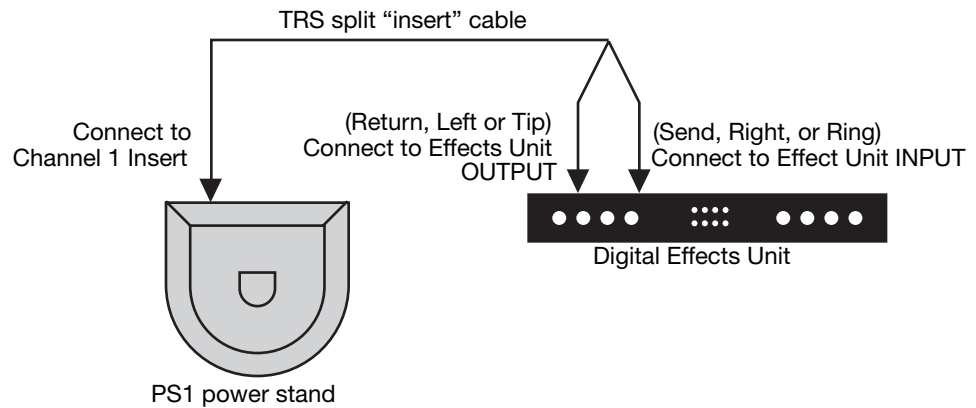 TRS split “insert” cable
Connect to
Channel 1 Insert
(Return, Left or Tip)
Connect to Effects Unit
OUTPUT
(Send, Right, or Ring)
Connect to Effect Unit INPUT
Digital Effects Unit
PS1 power stand